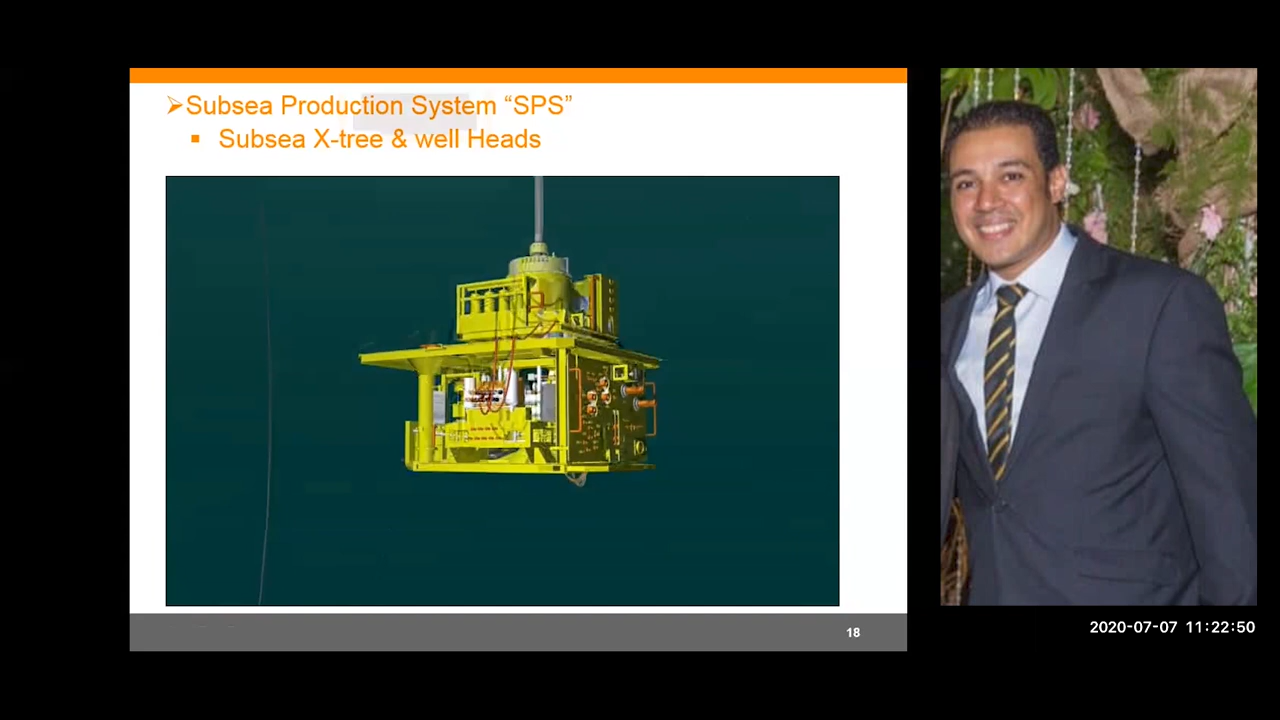 ➢Subsea Production System “SPS”
▪ Subsea X-tree & well Heads
18
2020-07-07 11:22:50